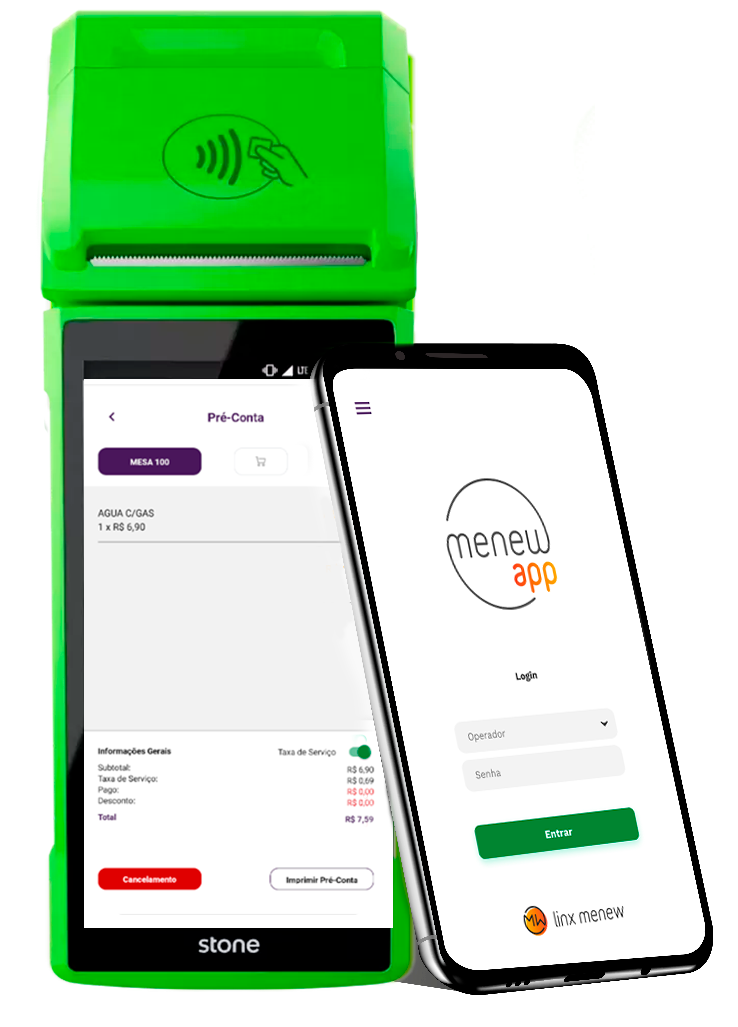 LTE
Pré-Conta
MESA 100
AGUA C/GAS
1 x R$ 6,90
Informações Gerais
Taxa de Serviço
Subtotal: R$ 6,90
Taxa de Serviço: R$ 0,69
Pago: R$ 0,00
Desconto: R$ 0,00
Total R$ 7,59
Cancelamento
Imprimir Pré-Conta
stone
menew
app
Login
Operador
Senha
Entrar
MW linx menew